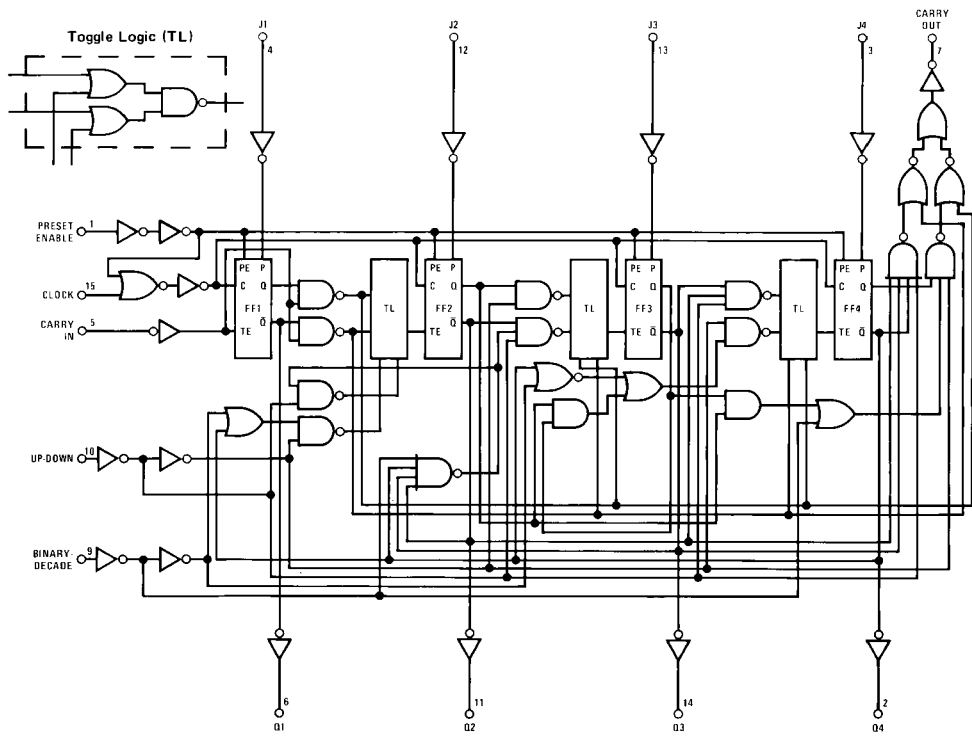 Toggle Logic (TL)
J1
4
J2
12
J3
13
J4
3
CARRY
OUT
7
PRESET
ENABLE
1
CLOCK
15
CARRY
IN
5
PE P
C Q
FF1
TE Q̄
TL
PE P
C Q
FF2
TE Q̄
TL
PE P
C Q
FF3
TE Q̄
TL
PE P
C Q
FF4
TE Q̄
UP-DOWN
10
BINARY-
DECADE
9
6
Q1
11
Q2
14
Q3
2
Q4